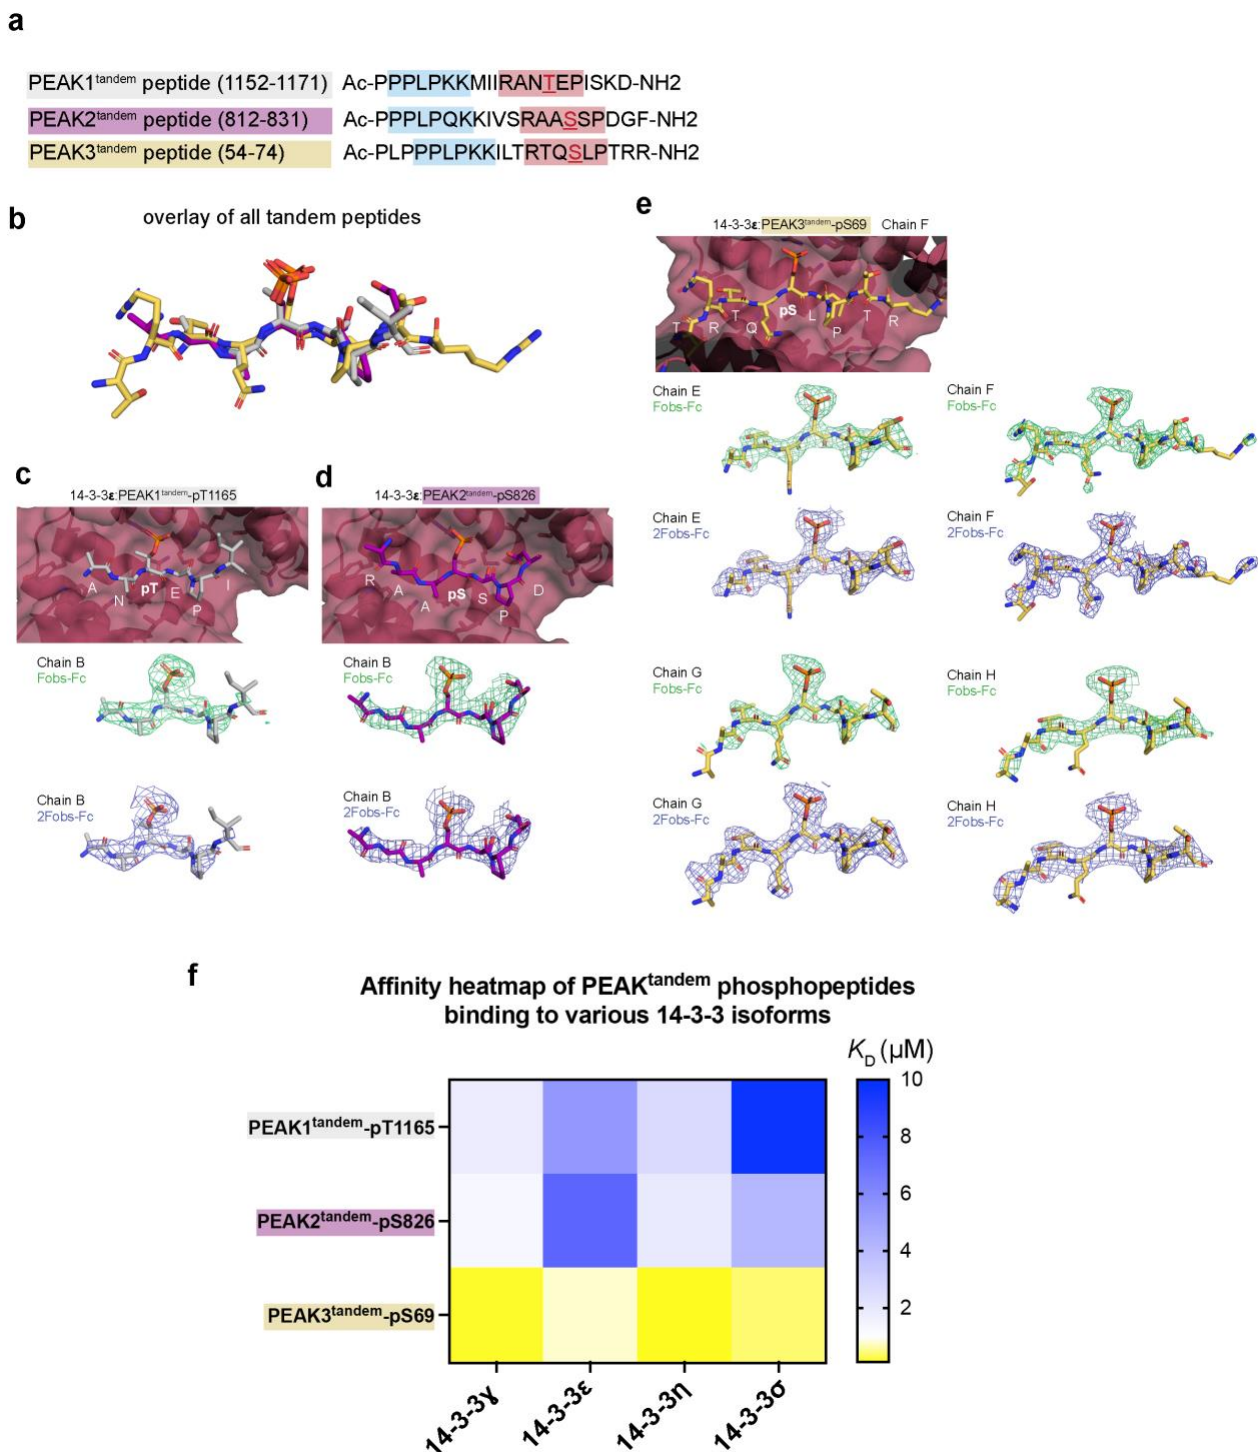 a
PEAK1tandem peptide (1152-1171) Ac-PPPLPKKMIIRANTEPISKD-NH2
PEAK2tandem peptide (812-831) Ac-PPPLPQKKIVSRAASSPDGF-NH2
PEAK3tandem peptide (54-74) Ac-PLPPPLPKKILTRTQSLPTRR-NH2
b
overlay of all tandem peptides
c
14-3-3ε:PEAK1tandem-pT1165
A N pT E P I
Chain B
Fobs-Fc
Chain B
2Fobs-Fc
d
14-3-3ε:PEAK2tandem-pS826
R A A pS S P D
Chain B
Fobs-Fc
Chain B
2Fobs-Fc
e
14-3-3ε:PEAK3tandem-pS69 Chain F
T R T Q pS L P T R
Chain E
Fobs-Fc
Chain F
Fobs-Fc
Chain E
2Fobs-Fc
Chain F
2Fobs-Fc
Chain G
Fobs-Fc
Chain H
Fobs-Fc
Chain G
2Fobs-Fc
Chain H
2Fobs-Fc
f
Affinity heatmap of PEAKtandem phosphopeptides
binding to various 14-3-3 isoforms
KD (µM)
10
8
6
4
2
PEAK1tandem-pT1165
PEAK2tandem-pS826
PEAK3tandem-pS69
14-3-3γ
14-3-3ε
14-3-3η
14-3-3σ